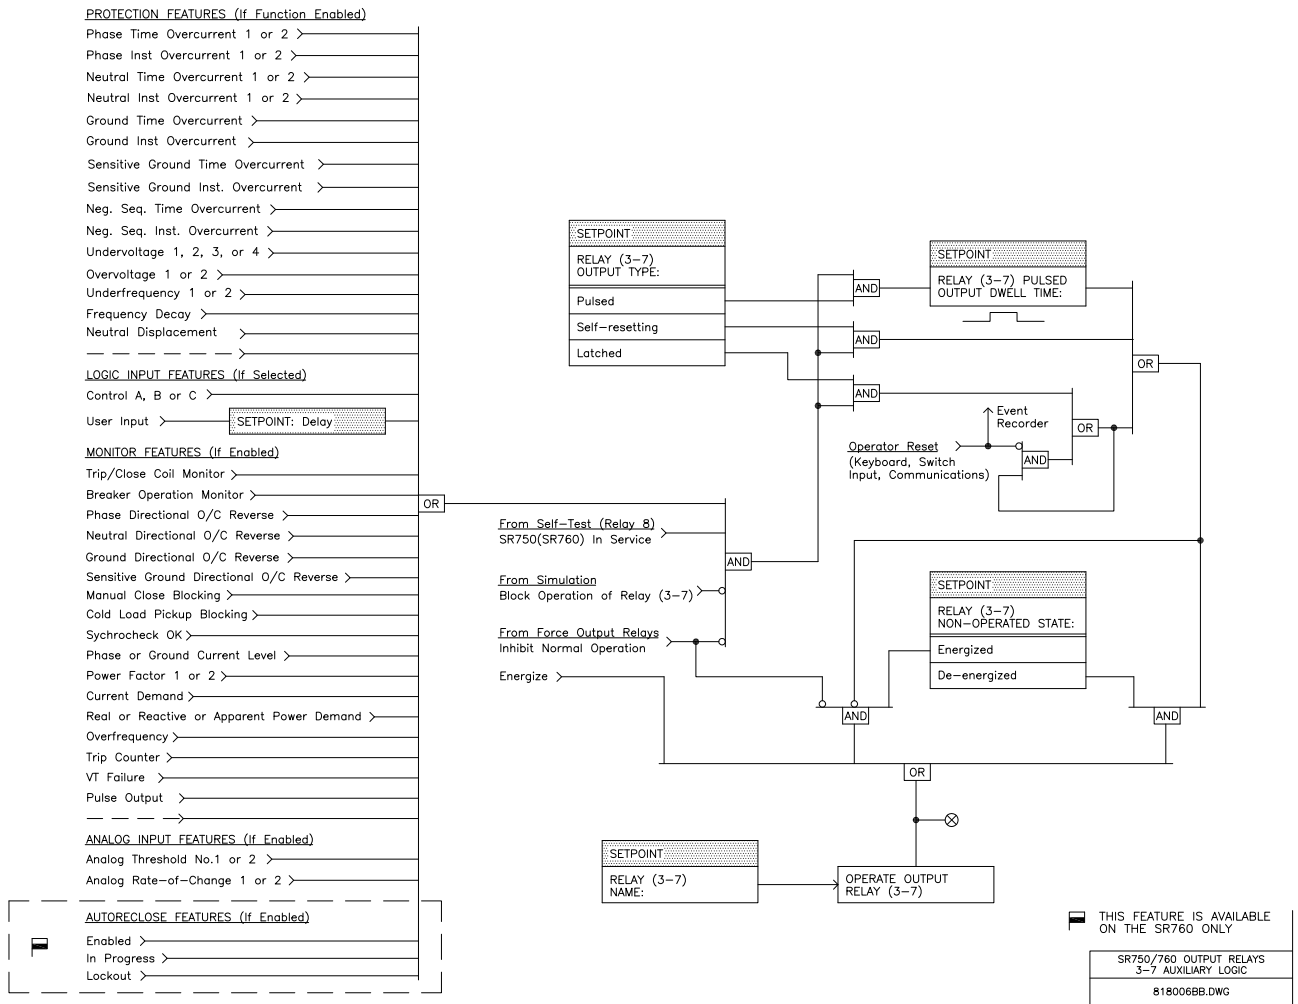 PROTECTION FEATURES (If Function Enabled)
Phase Time Overcurrent 1 or 2
Phase Inst Overcurrent 1 or 2
Neutral Time Overcurrent 1 or 2
Neutral Inst Overcurrent 1 or 2
Ground Time Overcurrent
Ground Inst Overcurrent
Sensitive Ground Time Overcurrent
Sensitive Ground Inst. Overcurrent
Neg. Seq. Time Overcurrent
Neg. Seq. Inst. Overcurrent
Undervoltage 1, 2, 3, or 4
Overvoltage 1 or 2
Underfrequency 1 or 2
Frequency Decay
Neutral Displacement
LOGIC INPUT FEATURES (If Selected)
Control A, B or C
User Input
SETPOINT: Delay
MONITOR FEATURES (If Enabled)
Trip/Close Coil Monitor
Breaker Operation Monitor
Phase Directional O/C Reverse
Neutral Directional O/C Reverse
Ground Directional O/C Reverse
Sensitive Ground Directional O/C Reverse
Manual Close Blocking
Cold Load Pickup Blocking
Sychrocheck OK
Phase or Ground Current Level
Power Factor 1 or 2
Current Demand
Real or Reactive or Apparent Power Demand
Overfrequency
Trip Counter
VT Failure
Pulse Output
ANALOG INPUT FEATURES (If Enabled)
Analog Threshold No.1 or 2
Analog Rate-of-Change 1 or 2
AUTORECLOSE FEATURES (If Enabled)
Enabled
In Progress
Lockout
OR
SETPOINT
RELAY (3-7)
OUTPUT TYPE:
Pulsed
Self-resetting
Latched
From Self-Test (Relay 8)
SR750(SR760) In Service
From Simulation
Block Operation of Relay (3-7)
From Force Output Relays
Inhibit Normal Operation
Energize
AND
AND
AND
AND
SETPOINT
RELAY (3-7) PULSED
OUTPUT DWELL TIME:
OR
Event
Recorder
OR
Operator Reset
(Keyboard, Switch
Input, Communications)
AND
SETPOINT
RELAY (3-7)
NON-OPERATED STATE:
Energized
De-energized
AND
AND
OR
SETPOINT
RELAY (3-7)
NAME:
OPERATE OUTPUT
RELAY (3-7)
THIS FEATURE IS AVAILABLE
ON THE SR760 ONLY
SR750/760 OUTPUT RELAYS
3-7 AUXILIARY LOGIC
818006BB.DWG